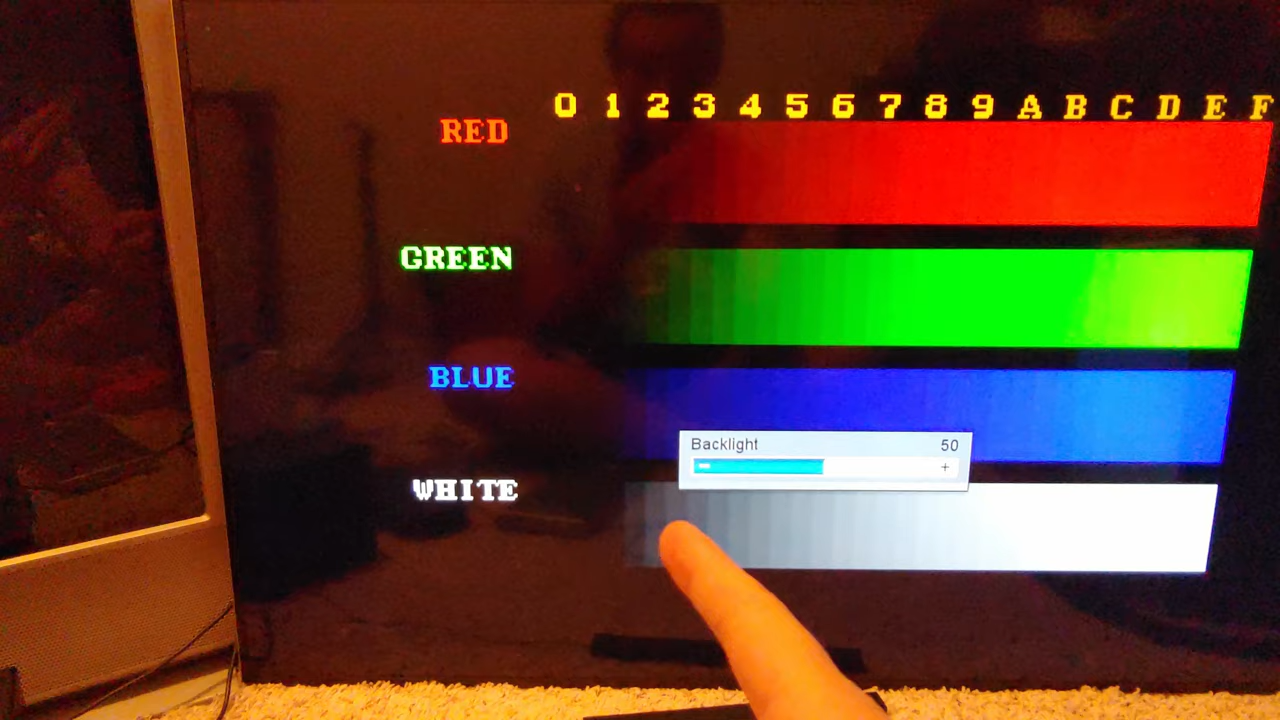 0 1 2 3 4 5 6 7 8 9 A B C D E F
RED
GREEN
BLUE
Backlight 50
- +
WHITE